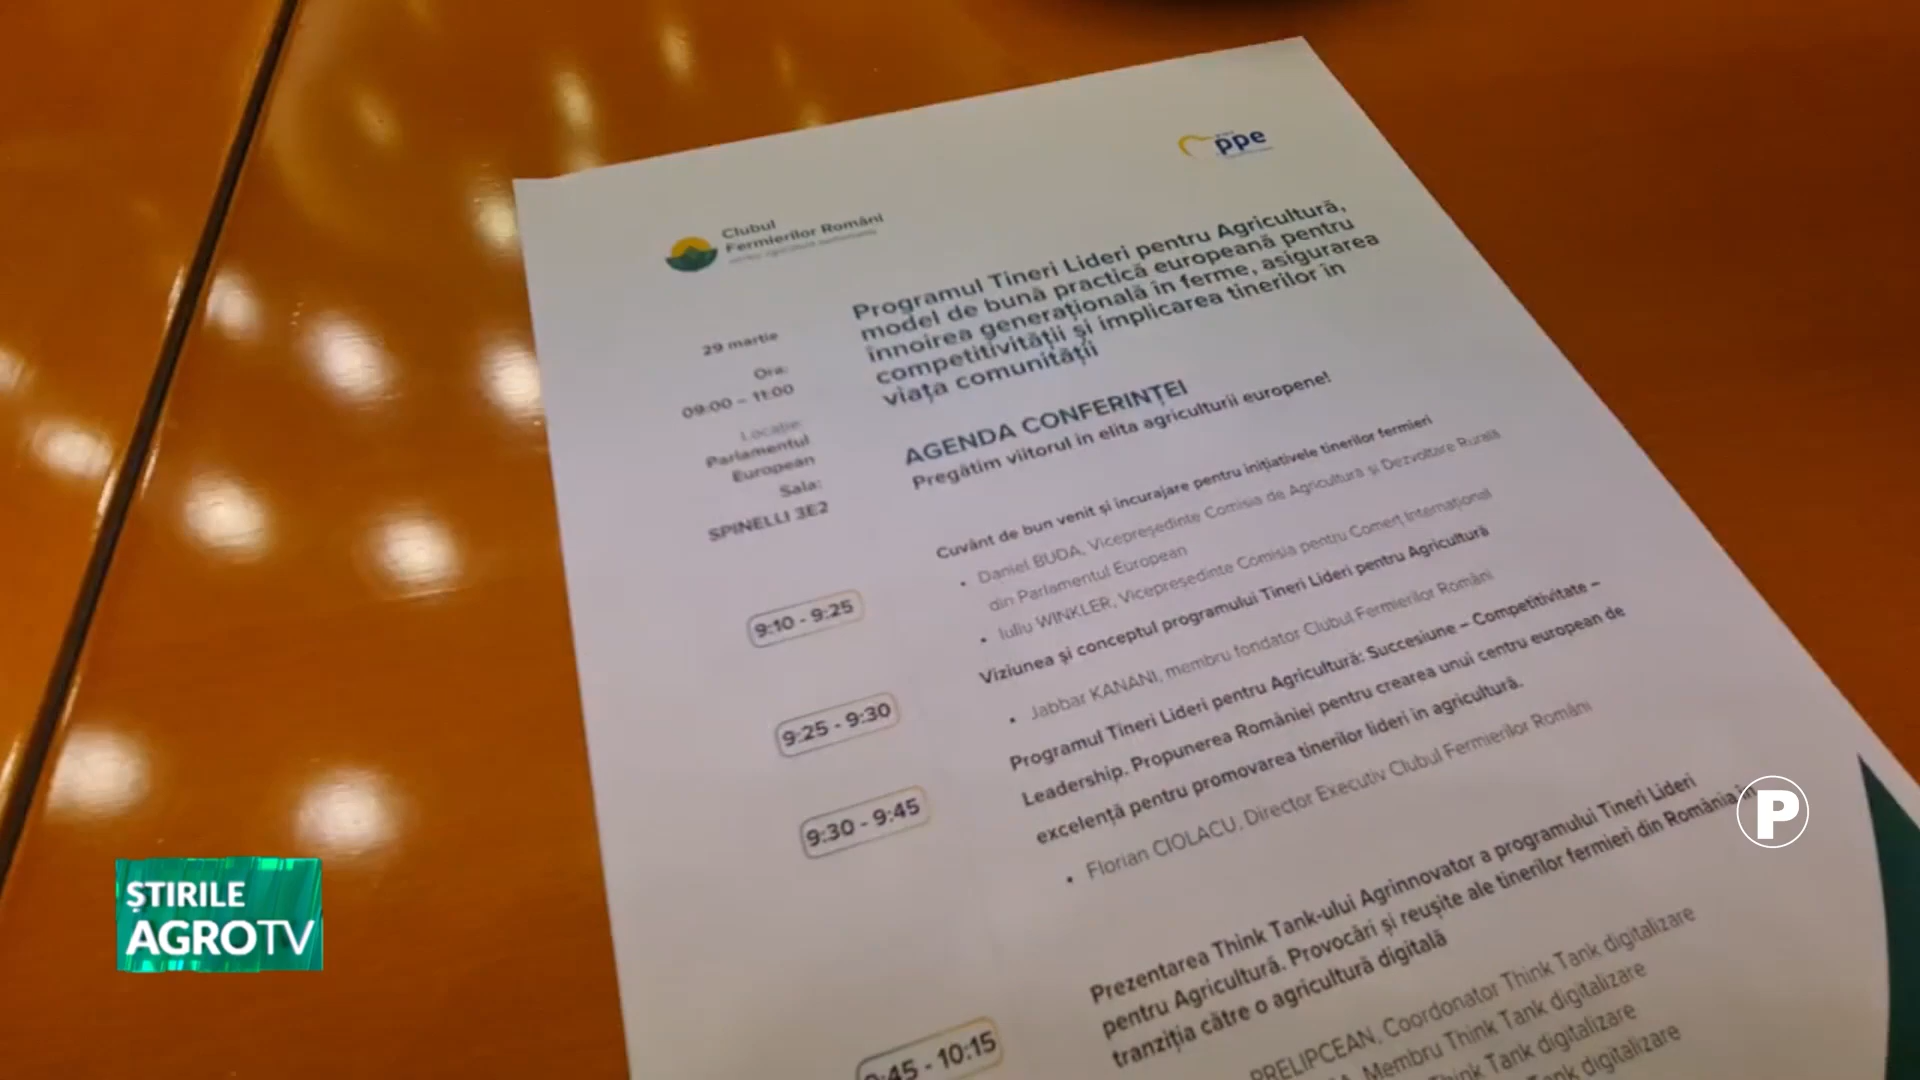 ppe
Clubul
Fermierilor Români
Programul Tineri Lideri pentru Agricultură,
model de bună practică europeană pentru
înnoirea generațională în ferme, asigurarea
competitivității și implicarea tinerilor în
viața comunității
29 martie
Ora:
09:00 – 11:00
Locație:
Parlamentul
European
Sala:
SPINELLI 3E2
AGENDA CONFERINȚEI
Pregătim viitorul in elita agriculturii europene!
9:10 - 9:25
Cuvânt de bun venit și incurajare pentru inițiativele tinerilor fermieri
• Daniel BUDA, Vicepreședinte Comisia de Agricultură și Dezvoltare Rurală
din Parlamentul European
• Iuliu WINKLER, Vicepreședinte Comisia pentru Comerț Internațional
9:25 - 9:30
Viziunea și conceptul programului Tineri Lideri pentru Agricultură
• Jabbar KANANI, membru fondator Clubul Fermierilor Români
9:30 - 9:45
Programul Tineri Lideri pentru Agricultură: Succesiune – Competitivitate –
Leadership. Propunerea României pentru crearea unui centru european de
excelență pentru promovarea tinerilor lideri in agricultură.
• Florian CIOLACU, Director Executiv Clubul Fermierilor Români
:45 - 10:15
Prezentarea Think Tank-ului Agrinnovator a programului Tineri Lideri
pentru Agricultură. Provocări și reușite ale tinerilor fermieri din România în
tranziția către o agricultură digitală
PRELIPCEAN, Coordonator Think Tank digitalizare
Membru Think Tank digitalizare
Think Tank digitalizare
digitalizare
P
ȘTIRILE
AGROTV